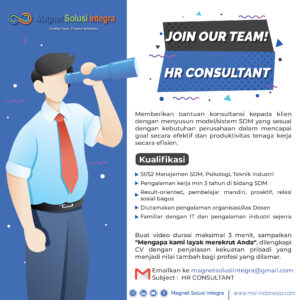 Magnet Solusi Integra
JOIN OUR TEAM!
HR CONSULTANT
Memberikan bantuan konsultansi kepada klien
dengan menyusun model/sistem SDM yang sesuai
dengan kebutuhan perusahaan dalam mencapai
goal secara efektif dan produktivitas tenaga kerja
secara efisien.
Kualifikasi
S1/S2 Manajemen SDM, Psikologi, Teknik Industri
Pengalaman kerja min 3 tahun di bidang SDM
Result-oriented, pembelajar mandiri, proaktif, relasi
sosial bagus
Diutamakan pengalaman organisasi/Ass Dosen
Familiar dengan IT dan pengalaman industri sejenis
Buat video durasi maksimal 3 menit, sampaikan
"Mengapa kami layak merekrut Anda", dilengkapi
CV dengan penjelasan kekuatan pribadi yang
menjadi nilai tambah bagi profesi yang dilamar.
Emailkan ke magnetsolusiintegra@gmail.com
Subject : HR CONSULTANT
Magnet Solusi Integra
www.msi-indonesia.com